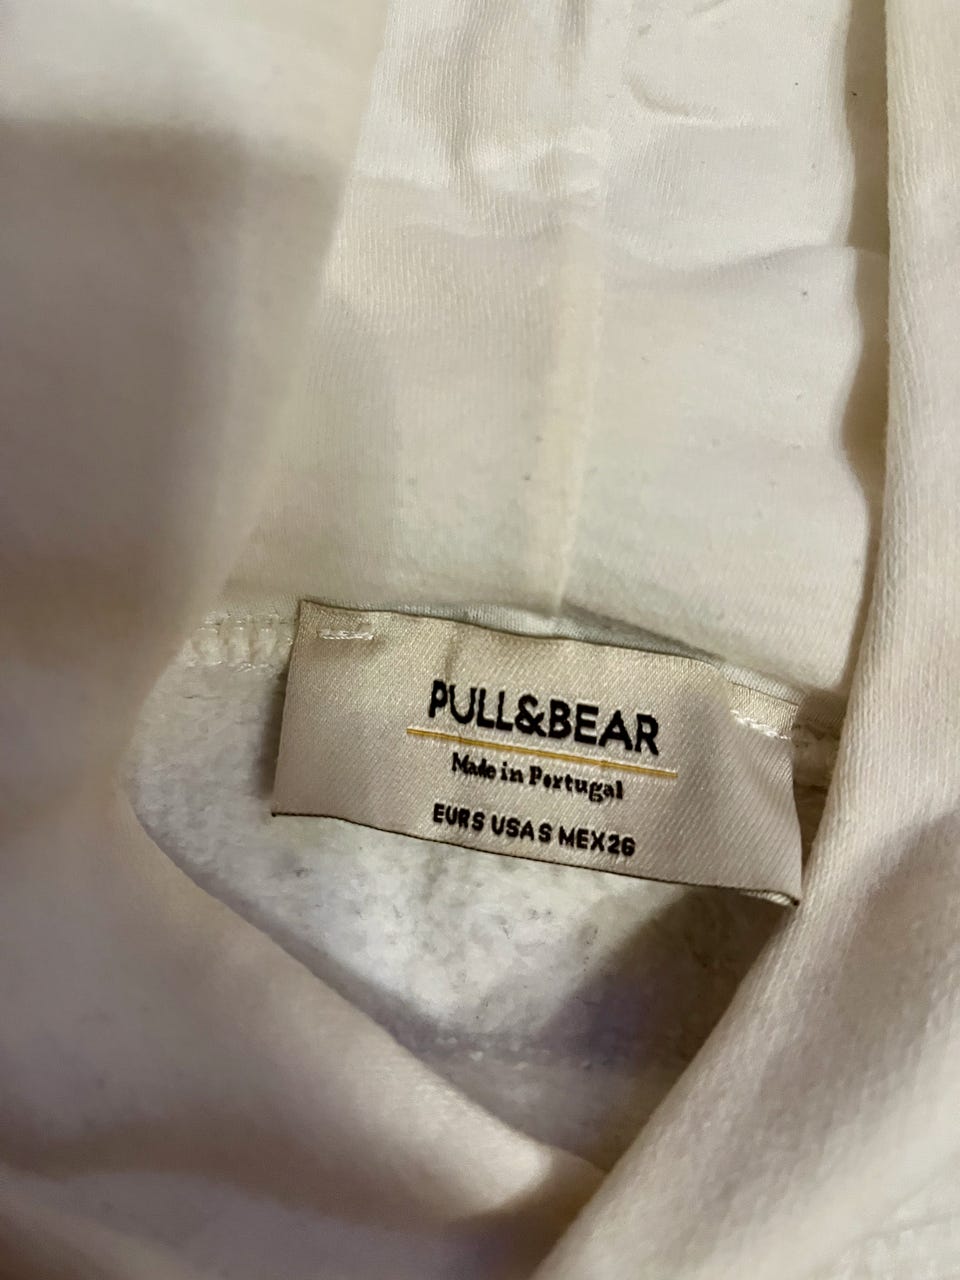 PULL&BEAR
Made in Portugal
EUR S USA S MEX 26